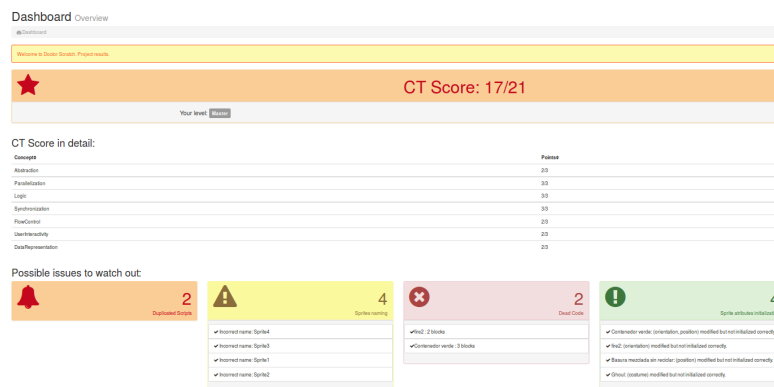 Dashboard Overview
Dashboard
Welcome to Doctor Scratch. Project results.
CT Score: 17/21
Your level: Master
CT Score in detail:
Concept# Points#
Abstraction 2/3
Parallelization 3/3
Logic 3/3
Synchronization 3/3
FlowControl 2/3
UserInteractivity 2/3
DataRepresentation 2/3
Possible issues to watch out:
2
Duplicated Scripts
4
Sprites naming
Incorrect name: Sprite4
Incorrect name: Sprite3
Incorrect name: Sprite1
Incorrect name: Sprite2
2
Dead Code
fire2 : 2 blocks
Contenedor verde : 3 blocks
4
Sprite attributes
Contenedor verde: (orientation, position) modified but not initialized correctly.
fire2: (orientation) modified but not initialized correctly.
Basura mezclada sin reciclar: (position) modified but not initialized correctly.
Ghoul: (costume) modified but not initialized correctly.